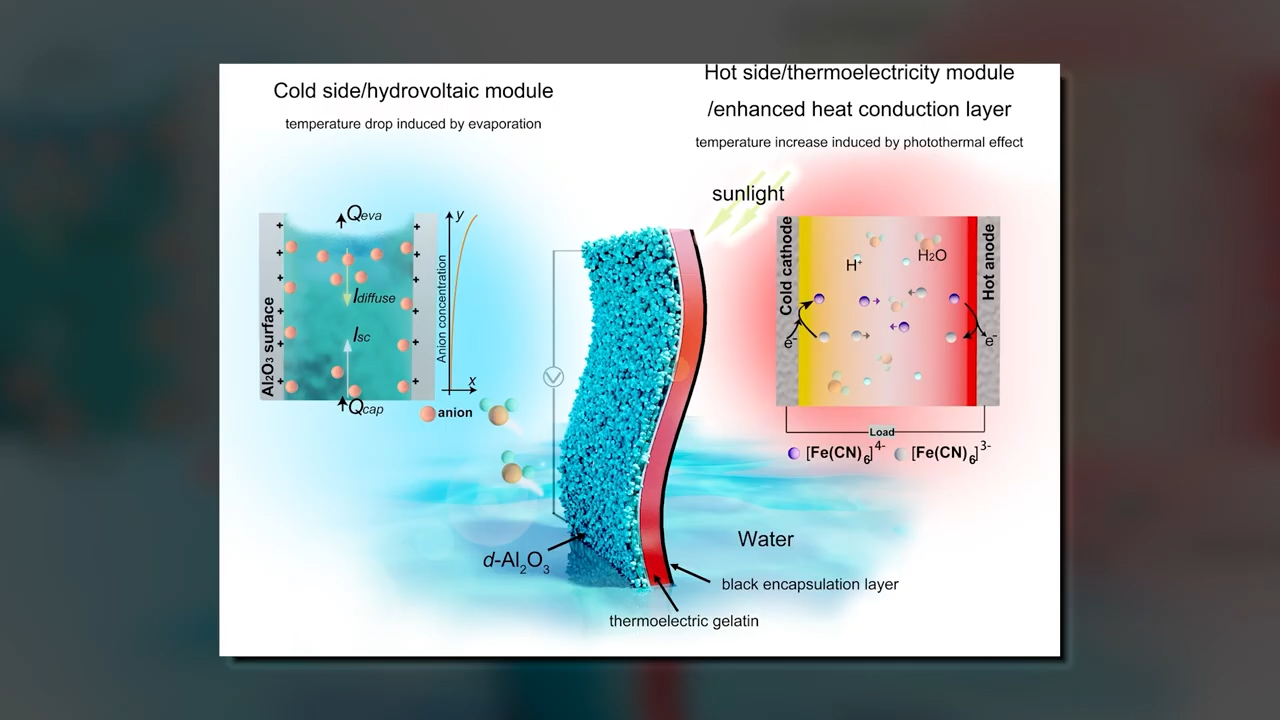 Cold side/hydrovoltaic module
temperature drop induced by evaporation
Hot side/thermoelectricity module
/enhanced heat conduction layer
temperature increase induced by photothermal effect
sunlight
Qeva
Idiffuse
Isc
Qcap
Al2O3 surface
+
+
+
+
+
+
+
+
+
+
y
Anion concentration
x
anion
V
Cold cathode
H+
H2O
Hot anode
e-
e-
Load
[Fe(CN)6]4-
[Fe(CN)6]3-
Water
d-Al2O3
black encapsulation layer
thermoelectric gelatin